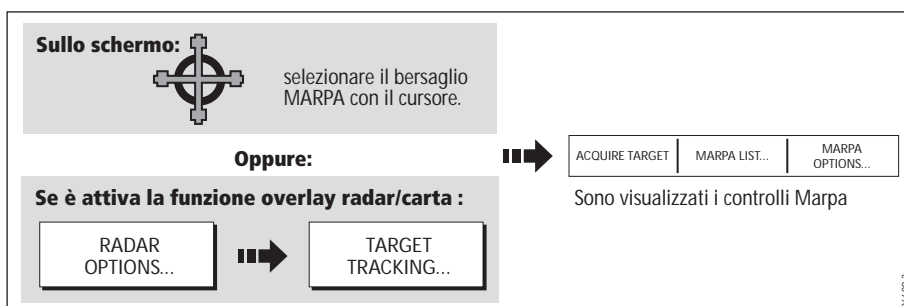 Sullo schermo:
selezionare il bersaglio
MARPA con il cursore.
Oppure:
Se è attiva la funzione overlay radar/carta :
RADAR
OPTIONS...
TARGET
TRACKING...
ACQUIRE TARGET
MARPA LIST...
MARPA
OPTIONS...
Sono visualizzati i controlli Marpa